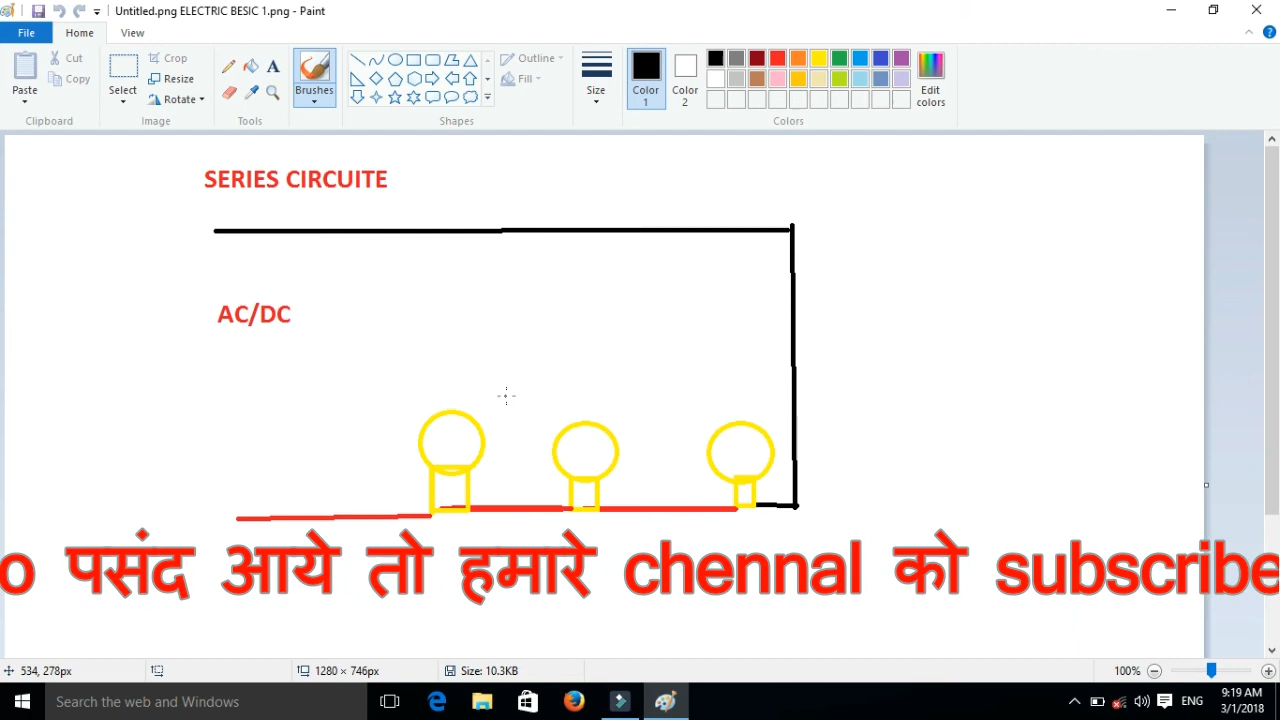 Untitled.png ELECTRIC BESIC 1.png - Paint
File Home View
Paste
Cut
Copy
Clipboard
Select
Crop
Resize
Rotate
Image
Tools
Brushes
Outline
Fill
Shapes
Size
Color 1
Color 2
Edit colors
Colors
SERIES CIRCUITE
AC/DC
o पसंद आये तो हमारे chennal को subscribe
534, 278px
1280 × 746px
Size: 10.3KB
100%
Search the web and Windows
ENG
9:19 AM
3/1/2018